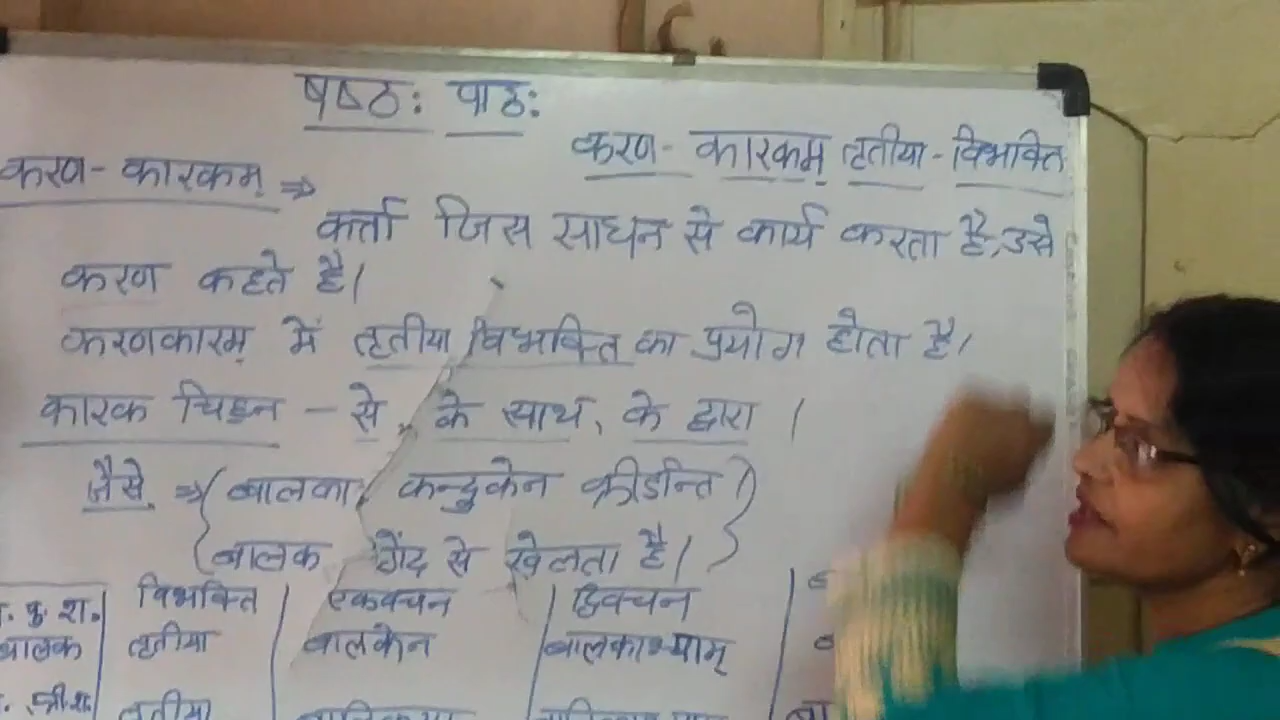 षष्ठः पाठः
करण - कारकम् तृतीया - विभक्ति
करण - कारकम् ⇒
कर्त्ता जिस साधन से कार्य करता है, उसे
करण कहते है।
करणकारम् में तृतीया विभक्ति का प्रयोग होता है।
कारक चिह्न - से, के साथ, के द्वारा ।
जैसे ⇒ बालका कन्दुकेन क्रीडन्ति
बालक गेंद से खेलता है।
विभक्ति एकवचन द्विवचन
बालक तृतीया बालकेन बालकाभ्याम्
तृतीया